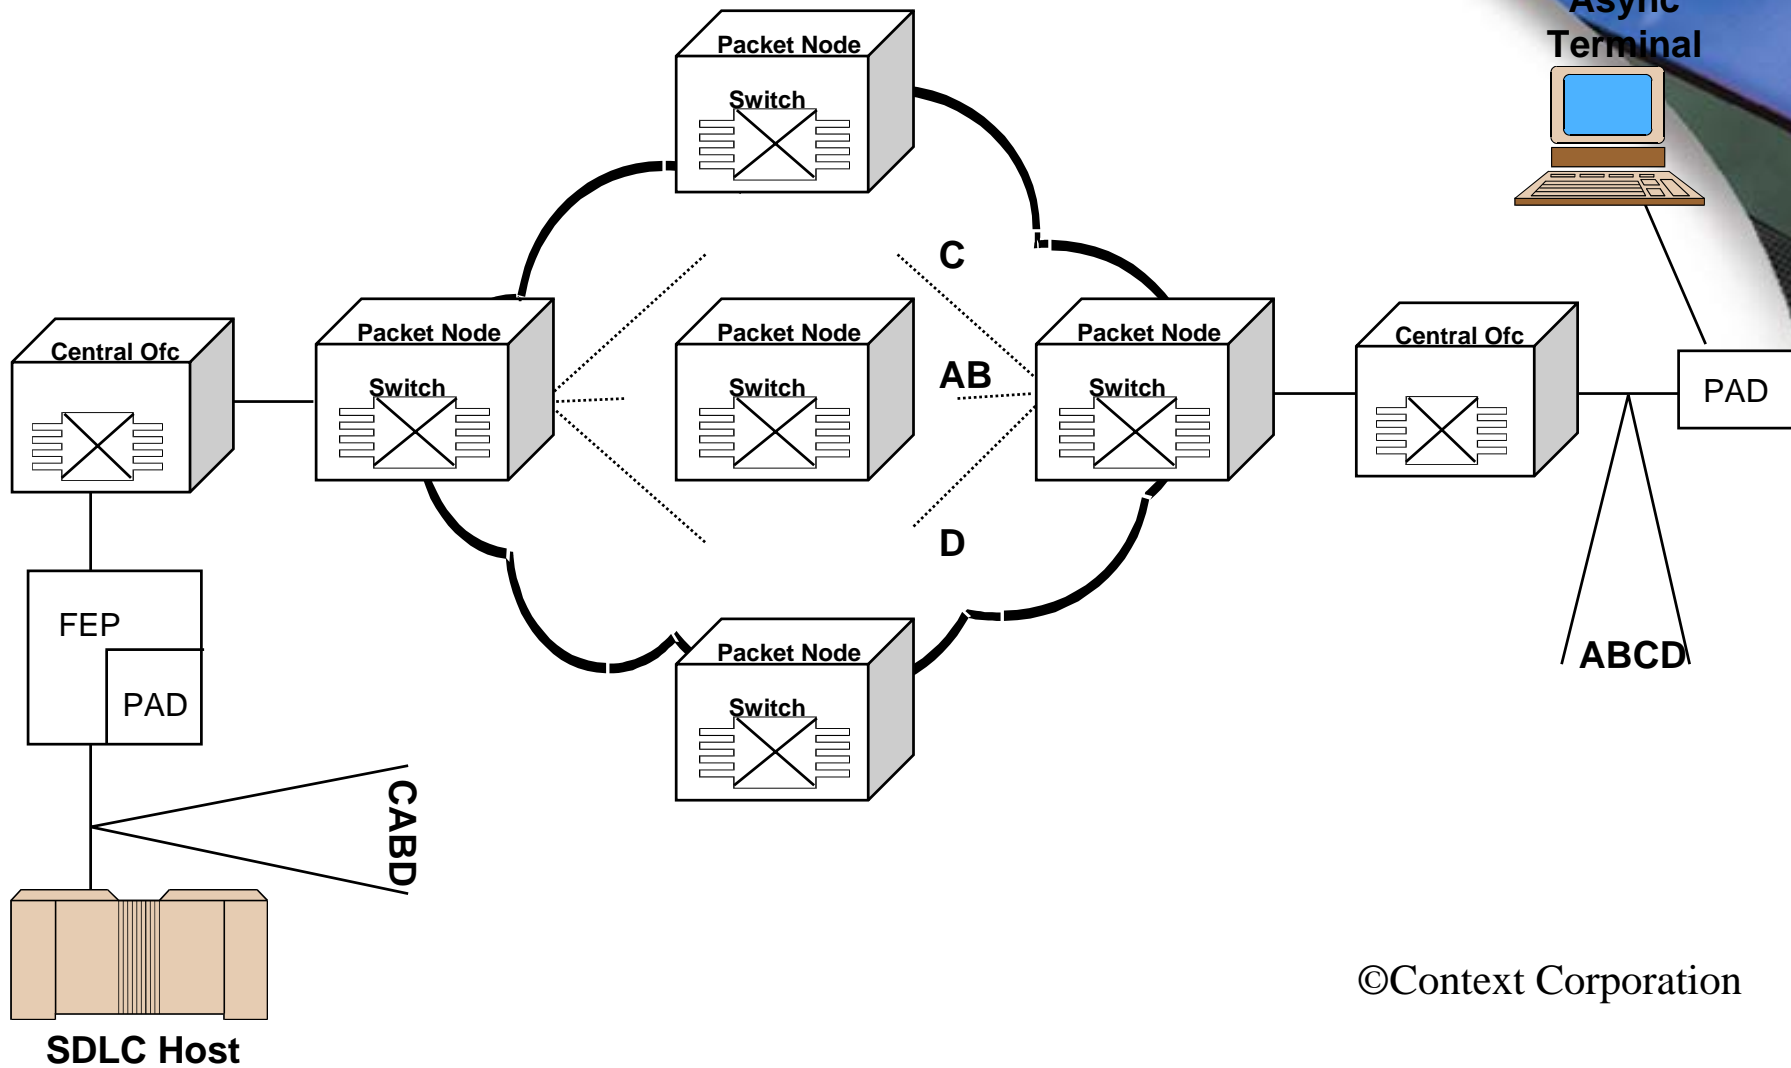 Async
Terminal
Packet Node
Switch
C
Central Ofc
Packet Node
Switch
Packet Node
Switch
AB
Packet Node
Switch
Central Ofc
PAD
D
FEP
PAD
Packet Node
Switch
ABCD
CABD
SDLC Host
©Context Corporation